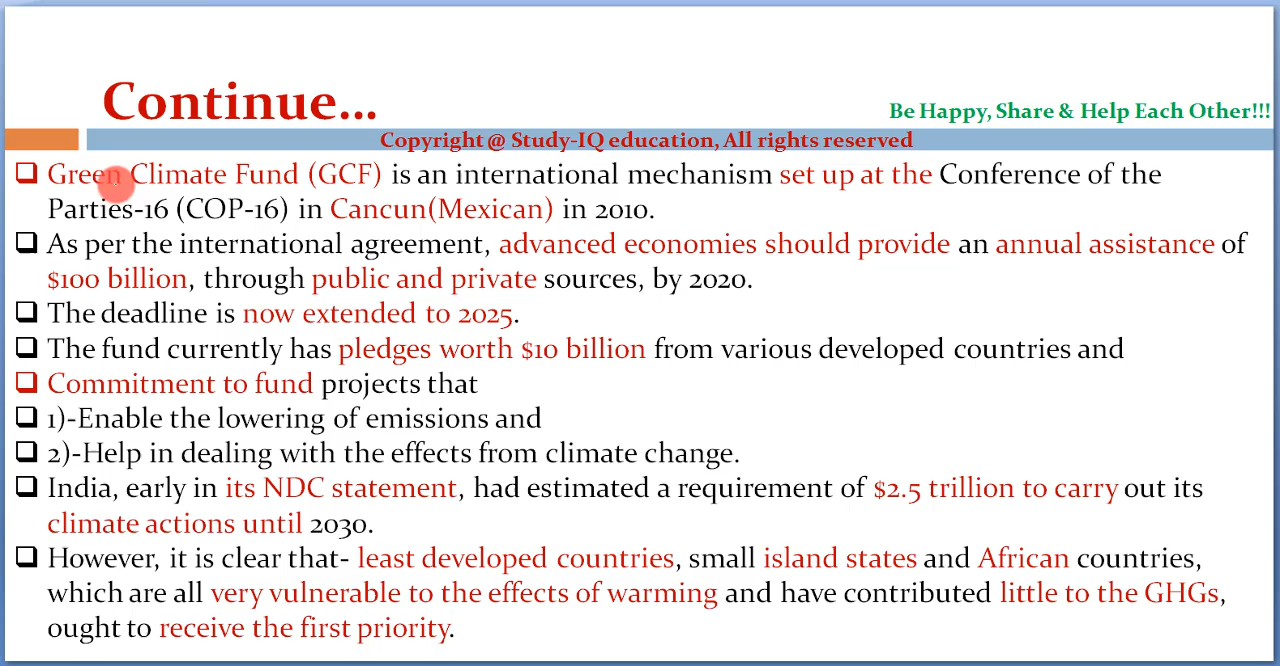 Continue...
Be Happy, Share & Help Each Other!!!
Copyright @ Study-IQ education, All rights reserved
❑ Green Climate Fund (GCF) is an international mechanism set up at the Conference of the
Parties-16 (COP-16) in Cancun(Mexican) in 2010.
❑ As per the international agreement, advanced economies should provide an annual assistance of
$100 billion, through public and private sources, by 2020.
❑ The deadline is now extended to 2025.
❑ The fund currently has pledges worth $10 billion from various developed countries and
❑ Commitment to fund projects that
❑ 1)-Enable the lowering of emissions and
❑ 2)-Help in dealing with the effects from climate change.
❑ India, early in its NDC statement, had estimated a requirement of $2.5 trillion to carry out its
climate actions until 2030.
❑ However, it is clear that- least developed countries, small island states and African countries,
which are all very vulnerable to the effects of warming and have contributed little to the GHGs,
ought to receive the first priority.